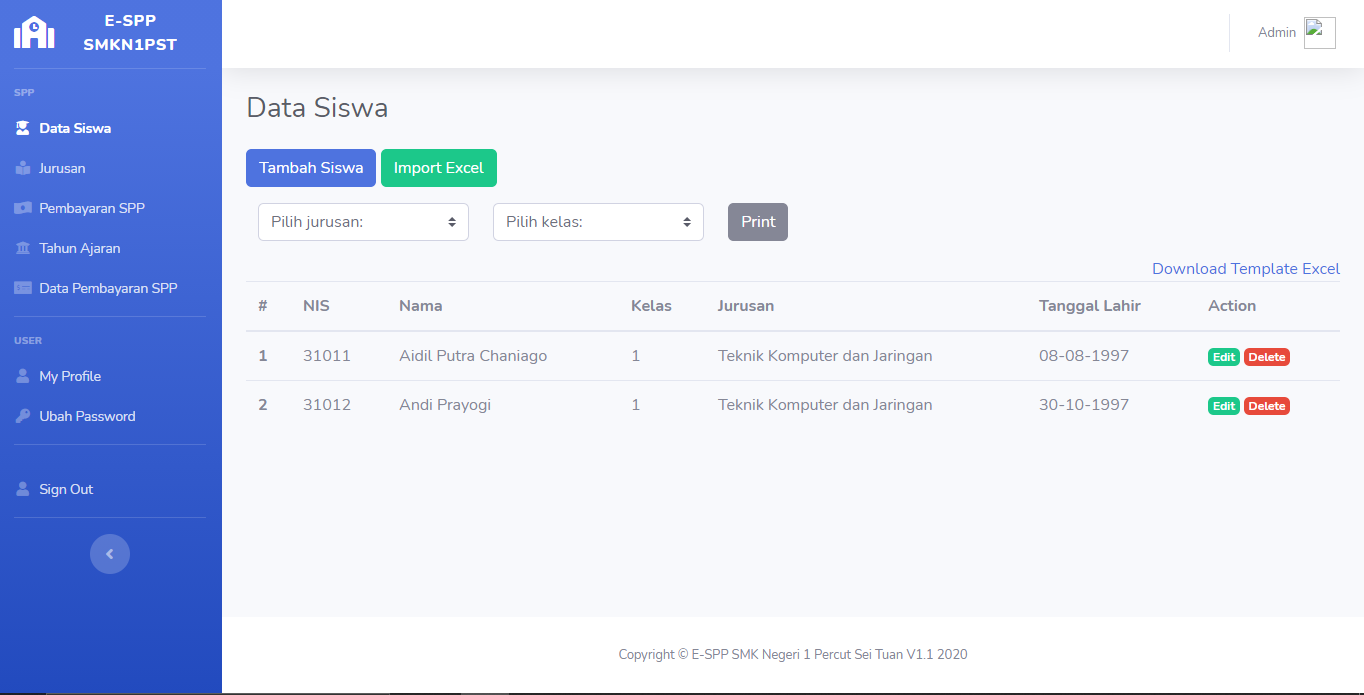 E-SPP
SMKN1PST
SPP
Data Siswa
Jurusan
Pembayaran SPP
Tahun Ajaran
Data Pembayaran SPP
USER
My Profile
Ubah Password
Sign Out
Admin
Data Siswa
Tambah Siswa Import Excel
Pilih jurusan: Pilih kelas: Print
Download Template Excel
# NIS Nama Kelas Jurusan Tanggal Lahir Action
1 31011 Aidil Putra Chaniago 1 Teknik Komputer dan Jaringan 08-08-1997 Edit Delete
2 31012 Andi Prayogi 1 Teknik Komputer dan Jaringan 30-10-1997 Edit Delete
Copyright © E-SPP SMK Negeri 1 Percut Sei Tuan V1.1 2020